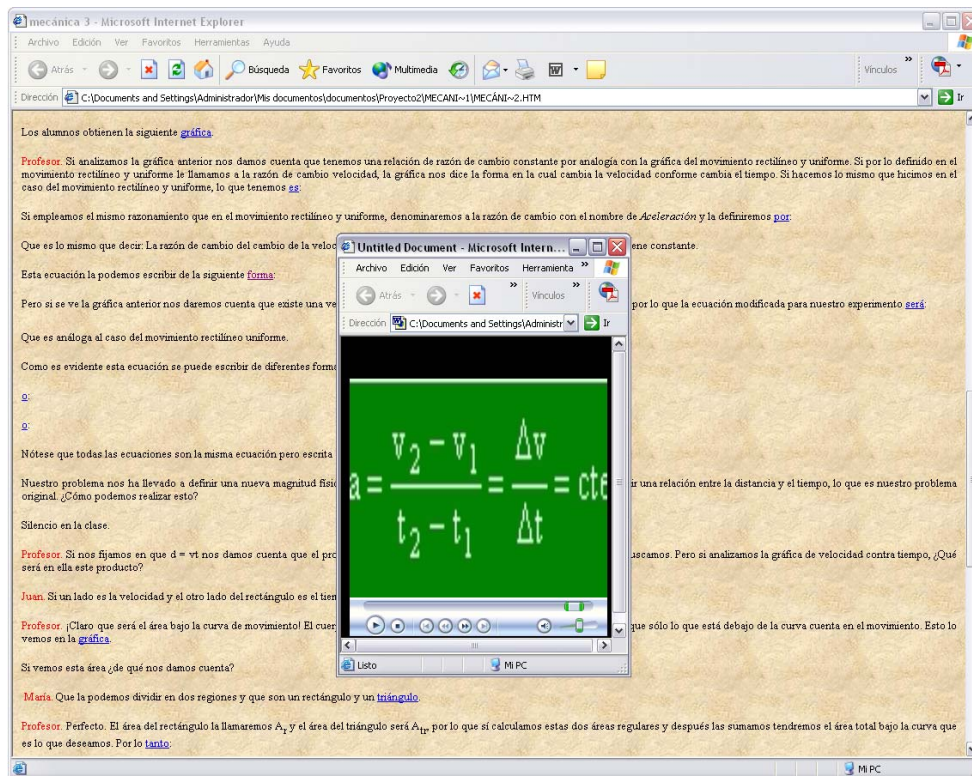 mecánica 3 - Microsoft Internet Explorer
Archivo Edición Ver Favoritos Herramientas Ayuda
Atrás Búsqueda Favoritos Multimedia Vínculos »
Dirección C:\Documents and Settings\Administrador\Mis documentos\documentos\Proyecto2\MECANI~1\MECÁNI~2.HTM Ir
Los alumnos obtienen la siguiente gráfica.
Profesor. Si analizamos la gráfica anterior nos damos cuenta que tenemos una relación de razón de cambio constante por analogía con la gráfica del movimiento rectilíneo y uniforme. Si por lo definido en el
movimiento rectilíneo y uniforme le llamamos a la razón de cambio velocidad, la gráfica nos dice la forma en la cual cambia la velocidad conforme cambia el tiempo. Si hacemos lo mismo que hicimos en el
caso del movimiento rectilíneo y uniforme, lo que tenemos es:
Si empleamos el mismo razonamiento que en el movimiento rectilíneo y uniforme, denominaremos a la razón de cambio con el nombre de Aceleración y la definiremos por:
Que es lo mismo que decir: La razón de cambio del cambio de la veloc ene constante.
Esta ecuación la podemos escribir de la siguiente forma:
Pero si se ve la gráfica anterior nos daremos cuenta que existe una ve por lo que la ecuación modificada para nuestro experimento será:
Que es análoga al caso del movimiento rectilíneo uniforme.
Como es evidente esta ecuación se puede escribir de diferentes forma
o:
o:
Nótese que todas las ecuaciones son la misma ecuación pero escrita
Nuestro problema nos ha llevado a definir una nueva magnitud físic ir una relación entre la distancia y el tiempo, lo que es nuestro problema
original. ¿Cómo podemos realizar esto?
Silencio en la clase.
Profesor. Si nos fijamos en que d = vt nos damos cuenta que el pro uscamos. Pero si analizamos la gráfica de velocidad contra tiempo, ¿Qué
será en ella este producto?
Juan. Si un lado es la velocidad y el otro lado del rectángulo es el tien
Profesor. ¡Claro que será el área bajo la curva de movimiento! El cuer que sólo lo que está debajo de la curva cuenta en el movimiento. Esto lo
vemos en la gráfica.
Si vemos esta área ¿de qué nos damos cuenta?
María. Que la podemos dividir en dos regiones y que son un rectángulo y un triángulo.
Profesor. Perfecto. El área del rectángulo la llamaremos Ar y el área del triángulo será Atr, por lo que sí calculamos estas dos áreas regulares y después las sumamos tendremos el área total bajo la curva que
es lo que deseamos. Por lo tanto:
Mi PC
Untitled Document - Microsoft Intern...
Archivo Edición Ver Favoritos Herramienta »
Atrás » Vínculos »
Dirección C:\Documents and Settings\Administr Ir
a = v2 - v1 / t2 - t1 = Δv / Δt = cte
Listo Mi PC